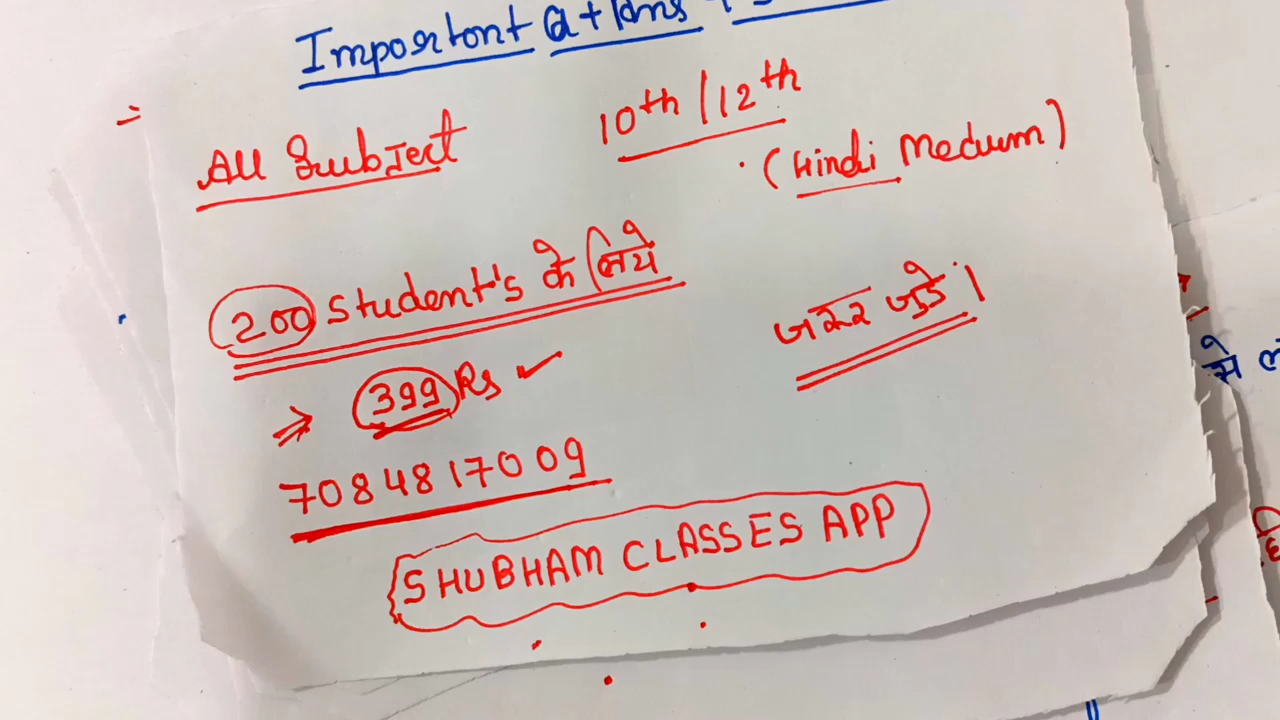 Important Q + Ans +
All Subject
10th / 12th
(Hindi Medium)
200 Student's के लिये
जरूर जुड़े।
⇒ 399 Rs ✓
7084817009
SHUBHAM CLASSES APP
से